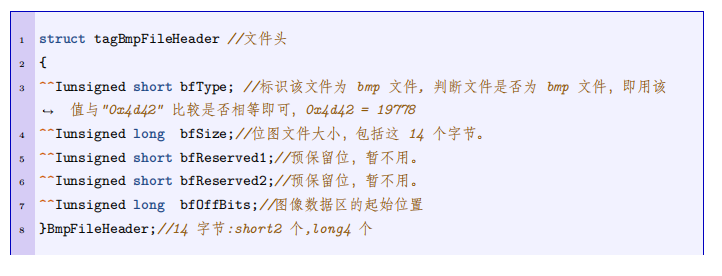 1 struct tagBmpFileHeader //文件头
2 {
3 ^^Iunsigned short bfType; //标识该文件为 bmp 文件, 判断文件是否为 bmp 文件, 即用该
↪ 值与"0x4d42" 比较是否相等即可, 0x4d42 = 19778
4 ^^Iunsigned long  bfSize;//位图文件大小, 包括这 14 个字节。
5 ^^Iunsigned short bfReserved1;//预保留位, 暂不用。
6 ^^Iunsigned short bfReserved2;//预保留位, 暂不用。
7 ^^Iunsigned long  bfOffBits;//图像数据区的起始位置
8 }BmpFileHeader;//14 字节:short2 个,long4 个